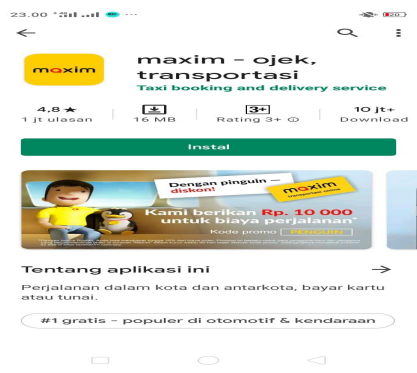 23.00
20
maxim
maxim - ojek,
transportasi
Taxi booking and delivery service
4,8 ★
1 jt ulasan
16 MB
3+
Rating 3+
10 jt+
Download
Instal
Dengan pinguin —
diskon!
maxim
Kami berikan Rp. 10 000
untuk biaya perjalanan*
Kode promo PENGUIN
Tentang aplikasi ini
Perjalanan dalam kota dan antarkota, bayar kartu
atau tunai.
#1 gratis - populer di otomotif & kendaraan